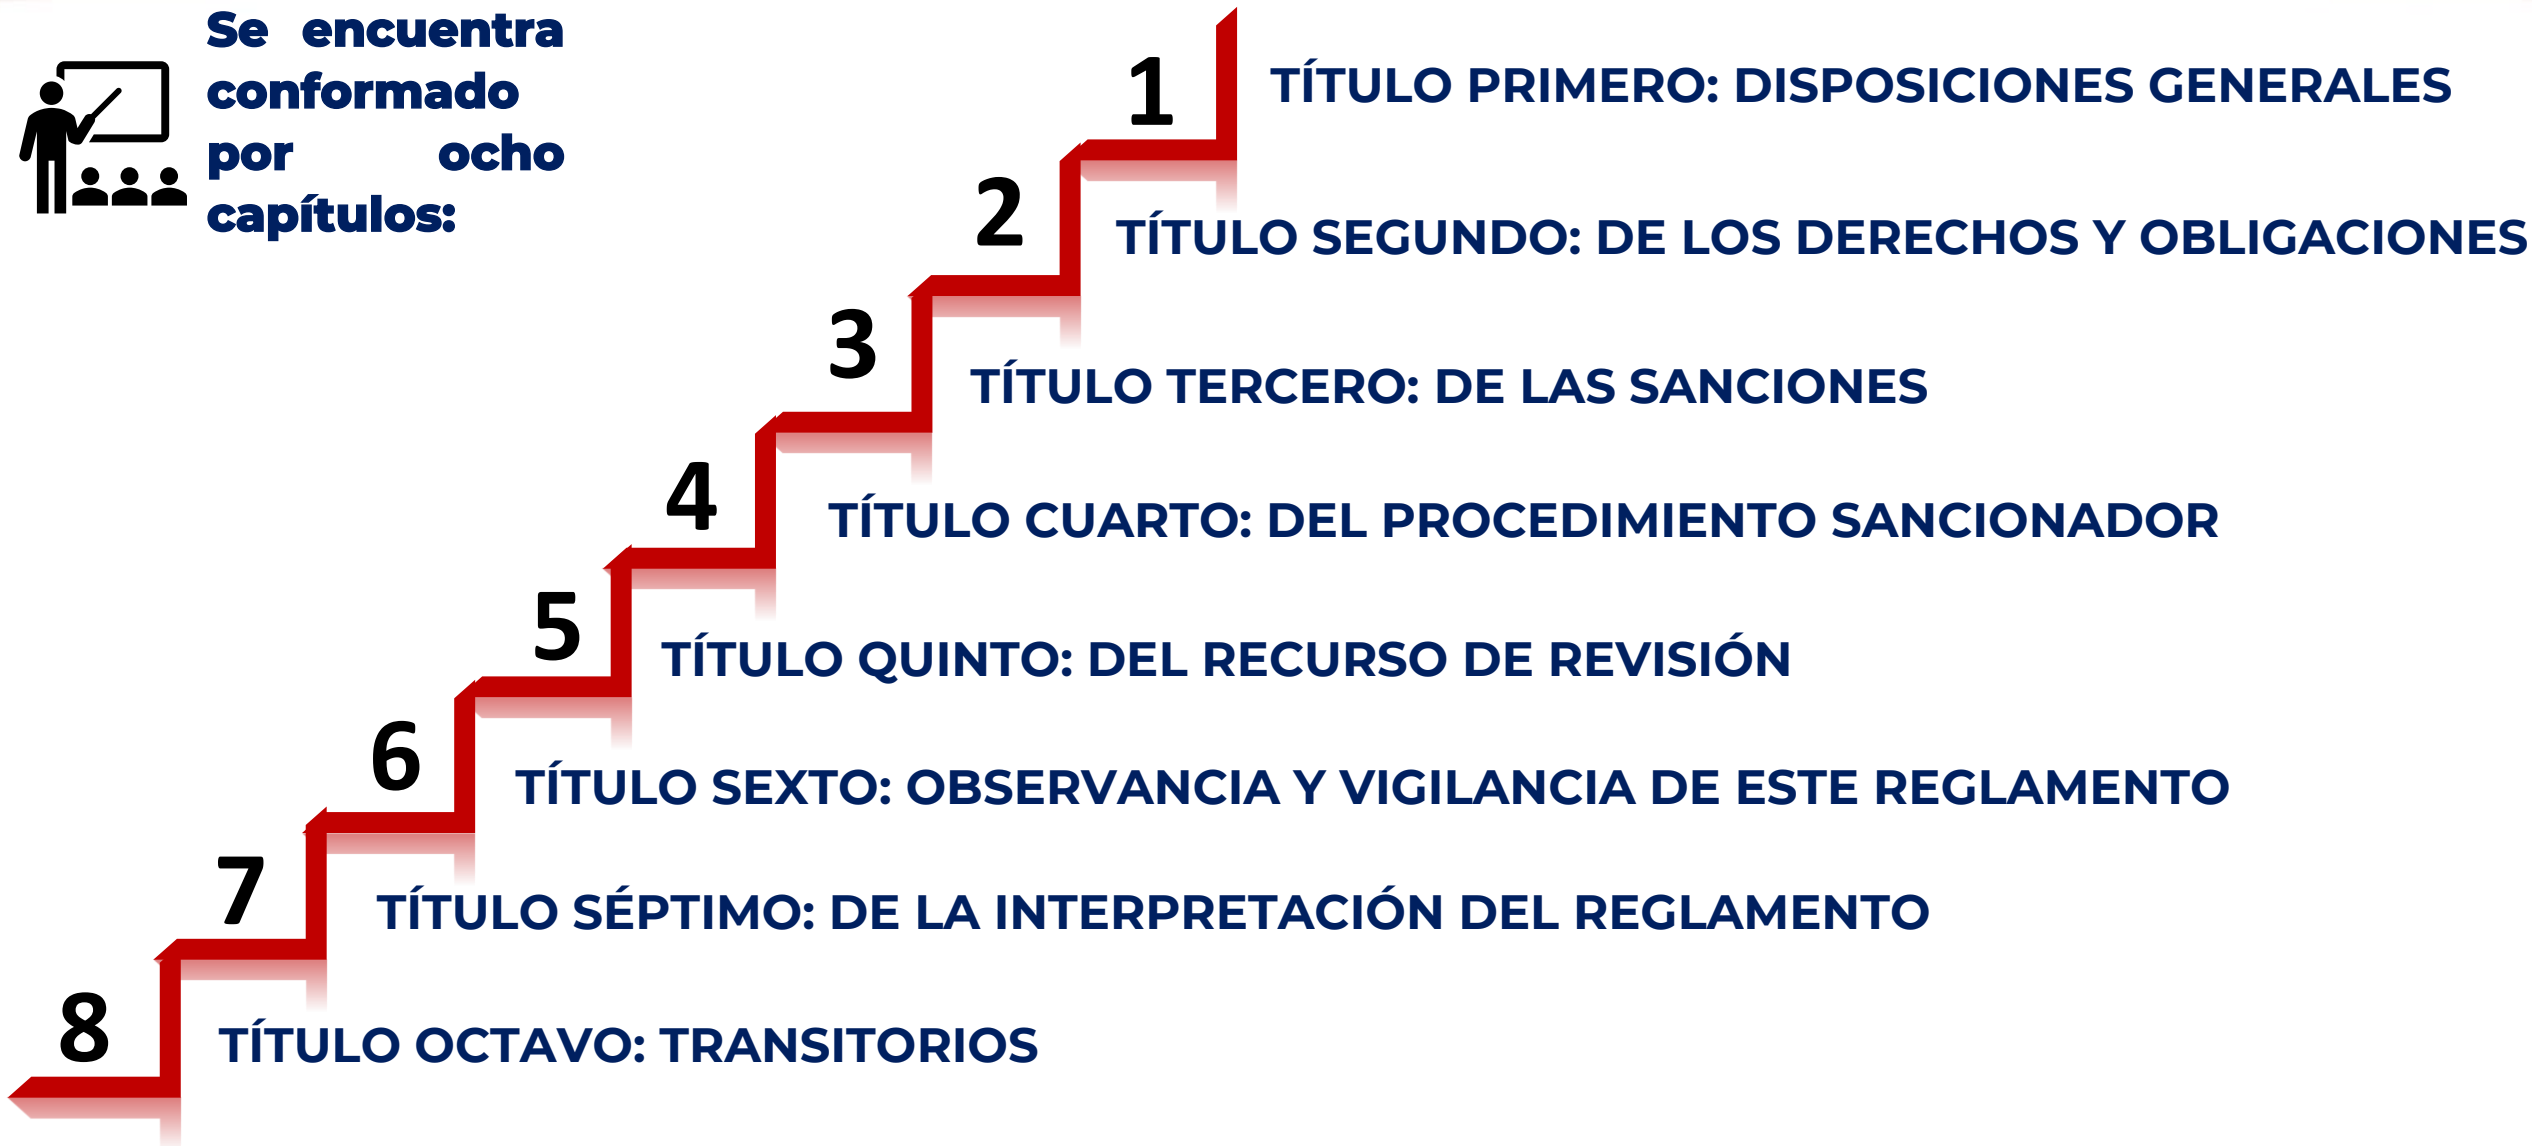 Se encuentra
conformado
por ocho
capítulos:
1
TÍTULO PRIMERO: DISPOSICIONES GENERALES
2
TÍTULO SEGUNDO: DE LOS DERECHOS Y OBLIGACIONES
3
TÍTULO TERCERO: DE LAS SANCIONES
4
TÍTULO CUARTO: DEL PROCEDIMIENTO SANCIONADOR
5
TÍTULO QUINTO: DEL RECURSO DE REVISIÓN
6
TÍTULO SEXTO: OBSERVANCIA Y VIGILANCIA DE ESTE REGLAMENTO
7
TÍTULO SÉPTIMO: DE LA INTERPRETACIÓN DEL REGLAMENTO
8
TÍTULO OCTAVO: TRANSITORIOS